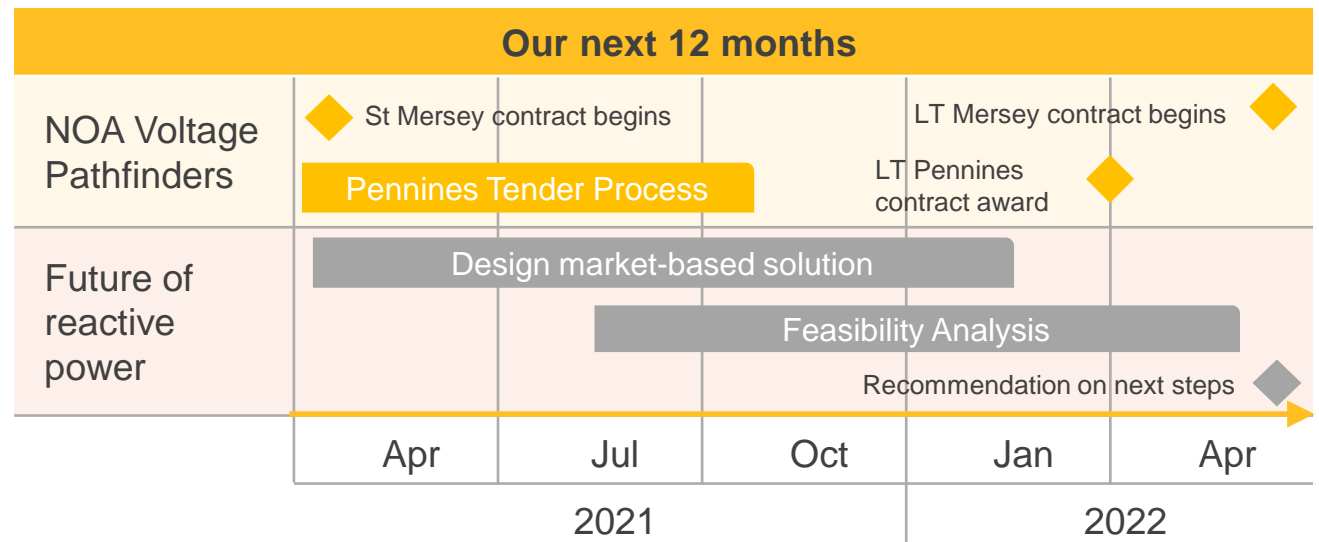 Our next 12 months
NOA Voltage
Pathfinders
St Mersey contract begins
LT Mersey contract begins
Pennines Tender Process
LT Pennines
contract award
Future of
reactive
power
Design market-based solution
Feasibility Analysis
Recommendation on next steps
Apr
Jul
Oct
Jan
Apr
2021
2022